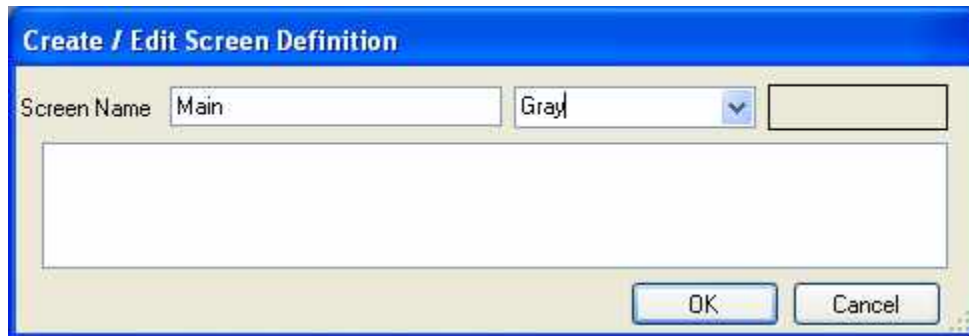 Create / Edit Screen Definition
Screen Name Main Gray
OK Cancel